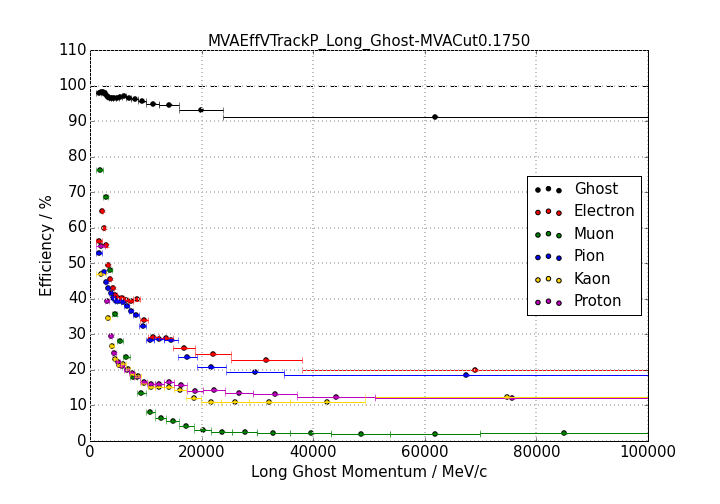 MVAEffVTrackP_Long_Ghost-MVACut0.1750
110
100
90
80
70
60
50
40
30
20
10
0
Efficiency / %
Ghost
Electron
Muon
Pion
Kaon
Proton
0 20000 40000 60000 80000 100000
Long Ghost Momentum / MeV/c